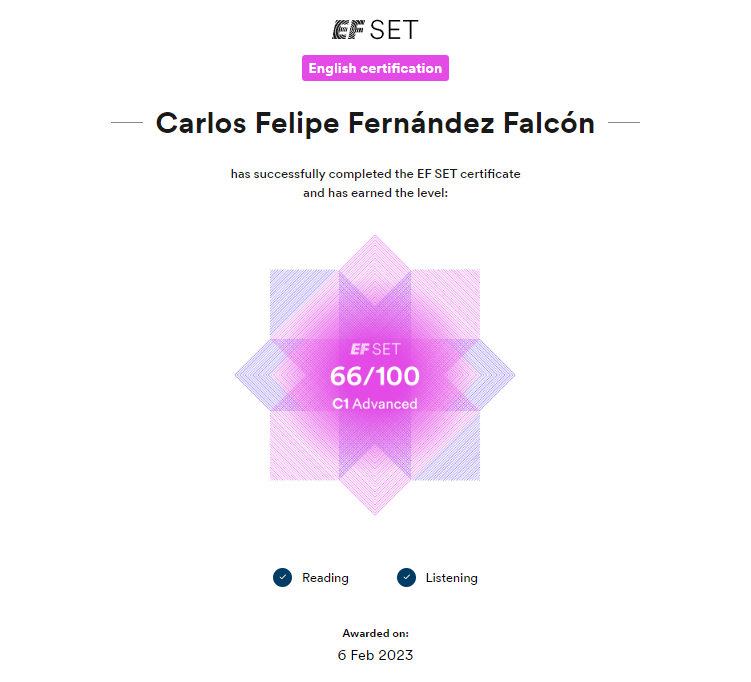 EF SET
English certification
Carlos Felipe Fernández Falcón
has successfully completed the EF SET certificate
and has earned the level:
EF SET
66/100
C1 Advanced
Reading Listening
Awarded on:
6 Feb 2023